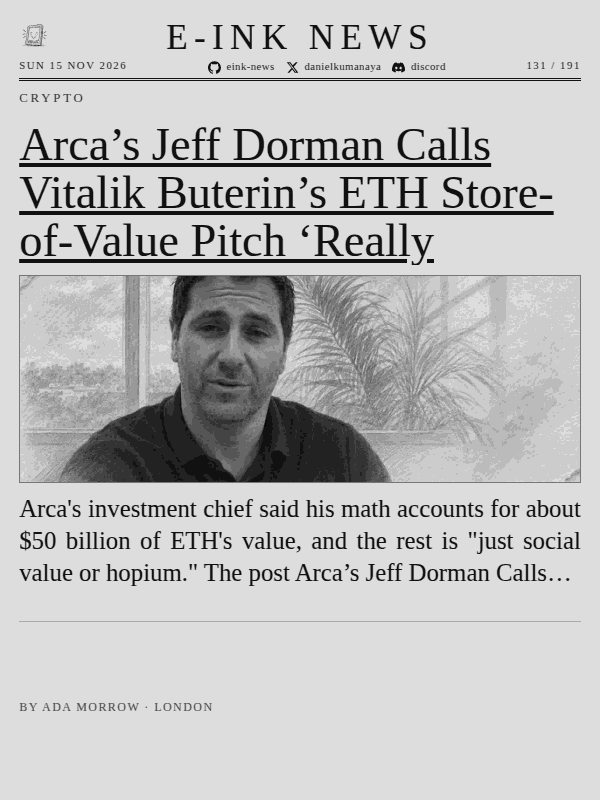 E-INK NEWS
SUN 15 NOV 2026
eink-news danielkumanaya discord
131 / 191
CRYPTO
Arca’s Jeff Dorman Calls
Vitalik Buterin’s ETH Store-
of-Value Pitch ‘Really
Arca's investment chief said his math accounts for about
$50 billion of ETH's value, and the rest is "just social
value or hopium." The post Arca’s Jeff Dorman Calls…
BY ADA MORROW · LONDON